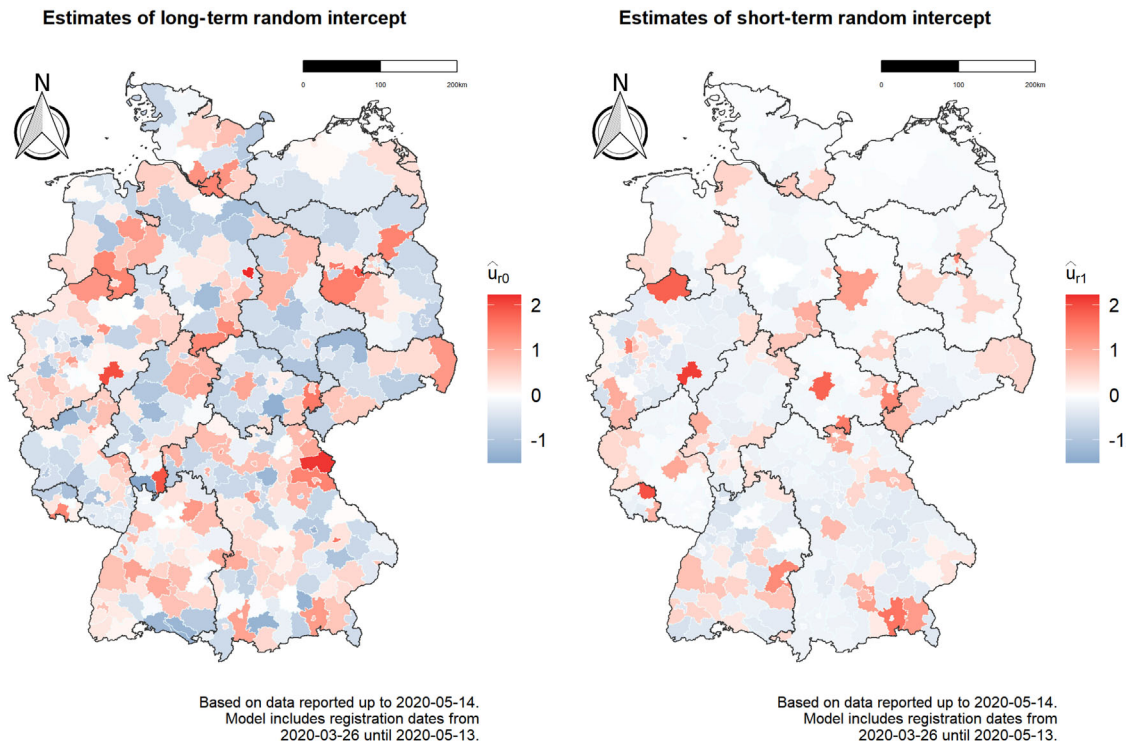 Estimates of long-term random intercept
N
0 100 200km
û r0
2
1
0
-1
Based on data reported up to 2020-05-14.
Model includes registration dates from
2020-03-26 until 2020-05-13.
Estimates of short-term random intercept
N
0 100 200km
û r1
2
1
0
-1
Based on data reported up to 2020-05-14.
Model includes registration dates from
2020-03-26 until 2020-05-13.